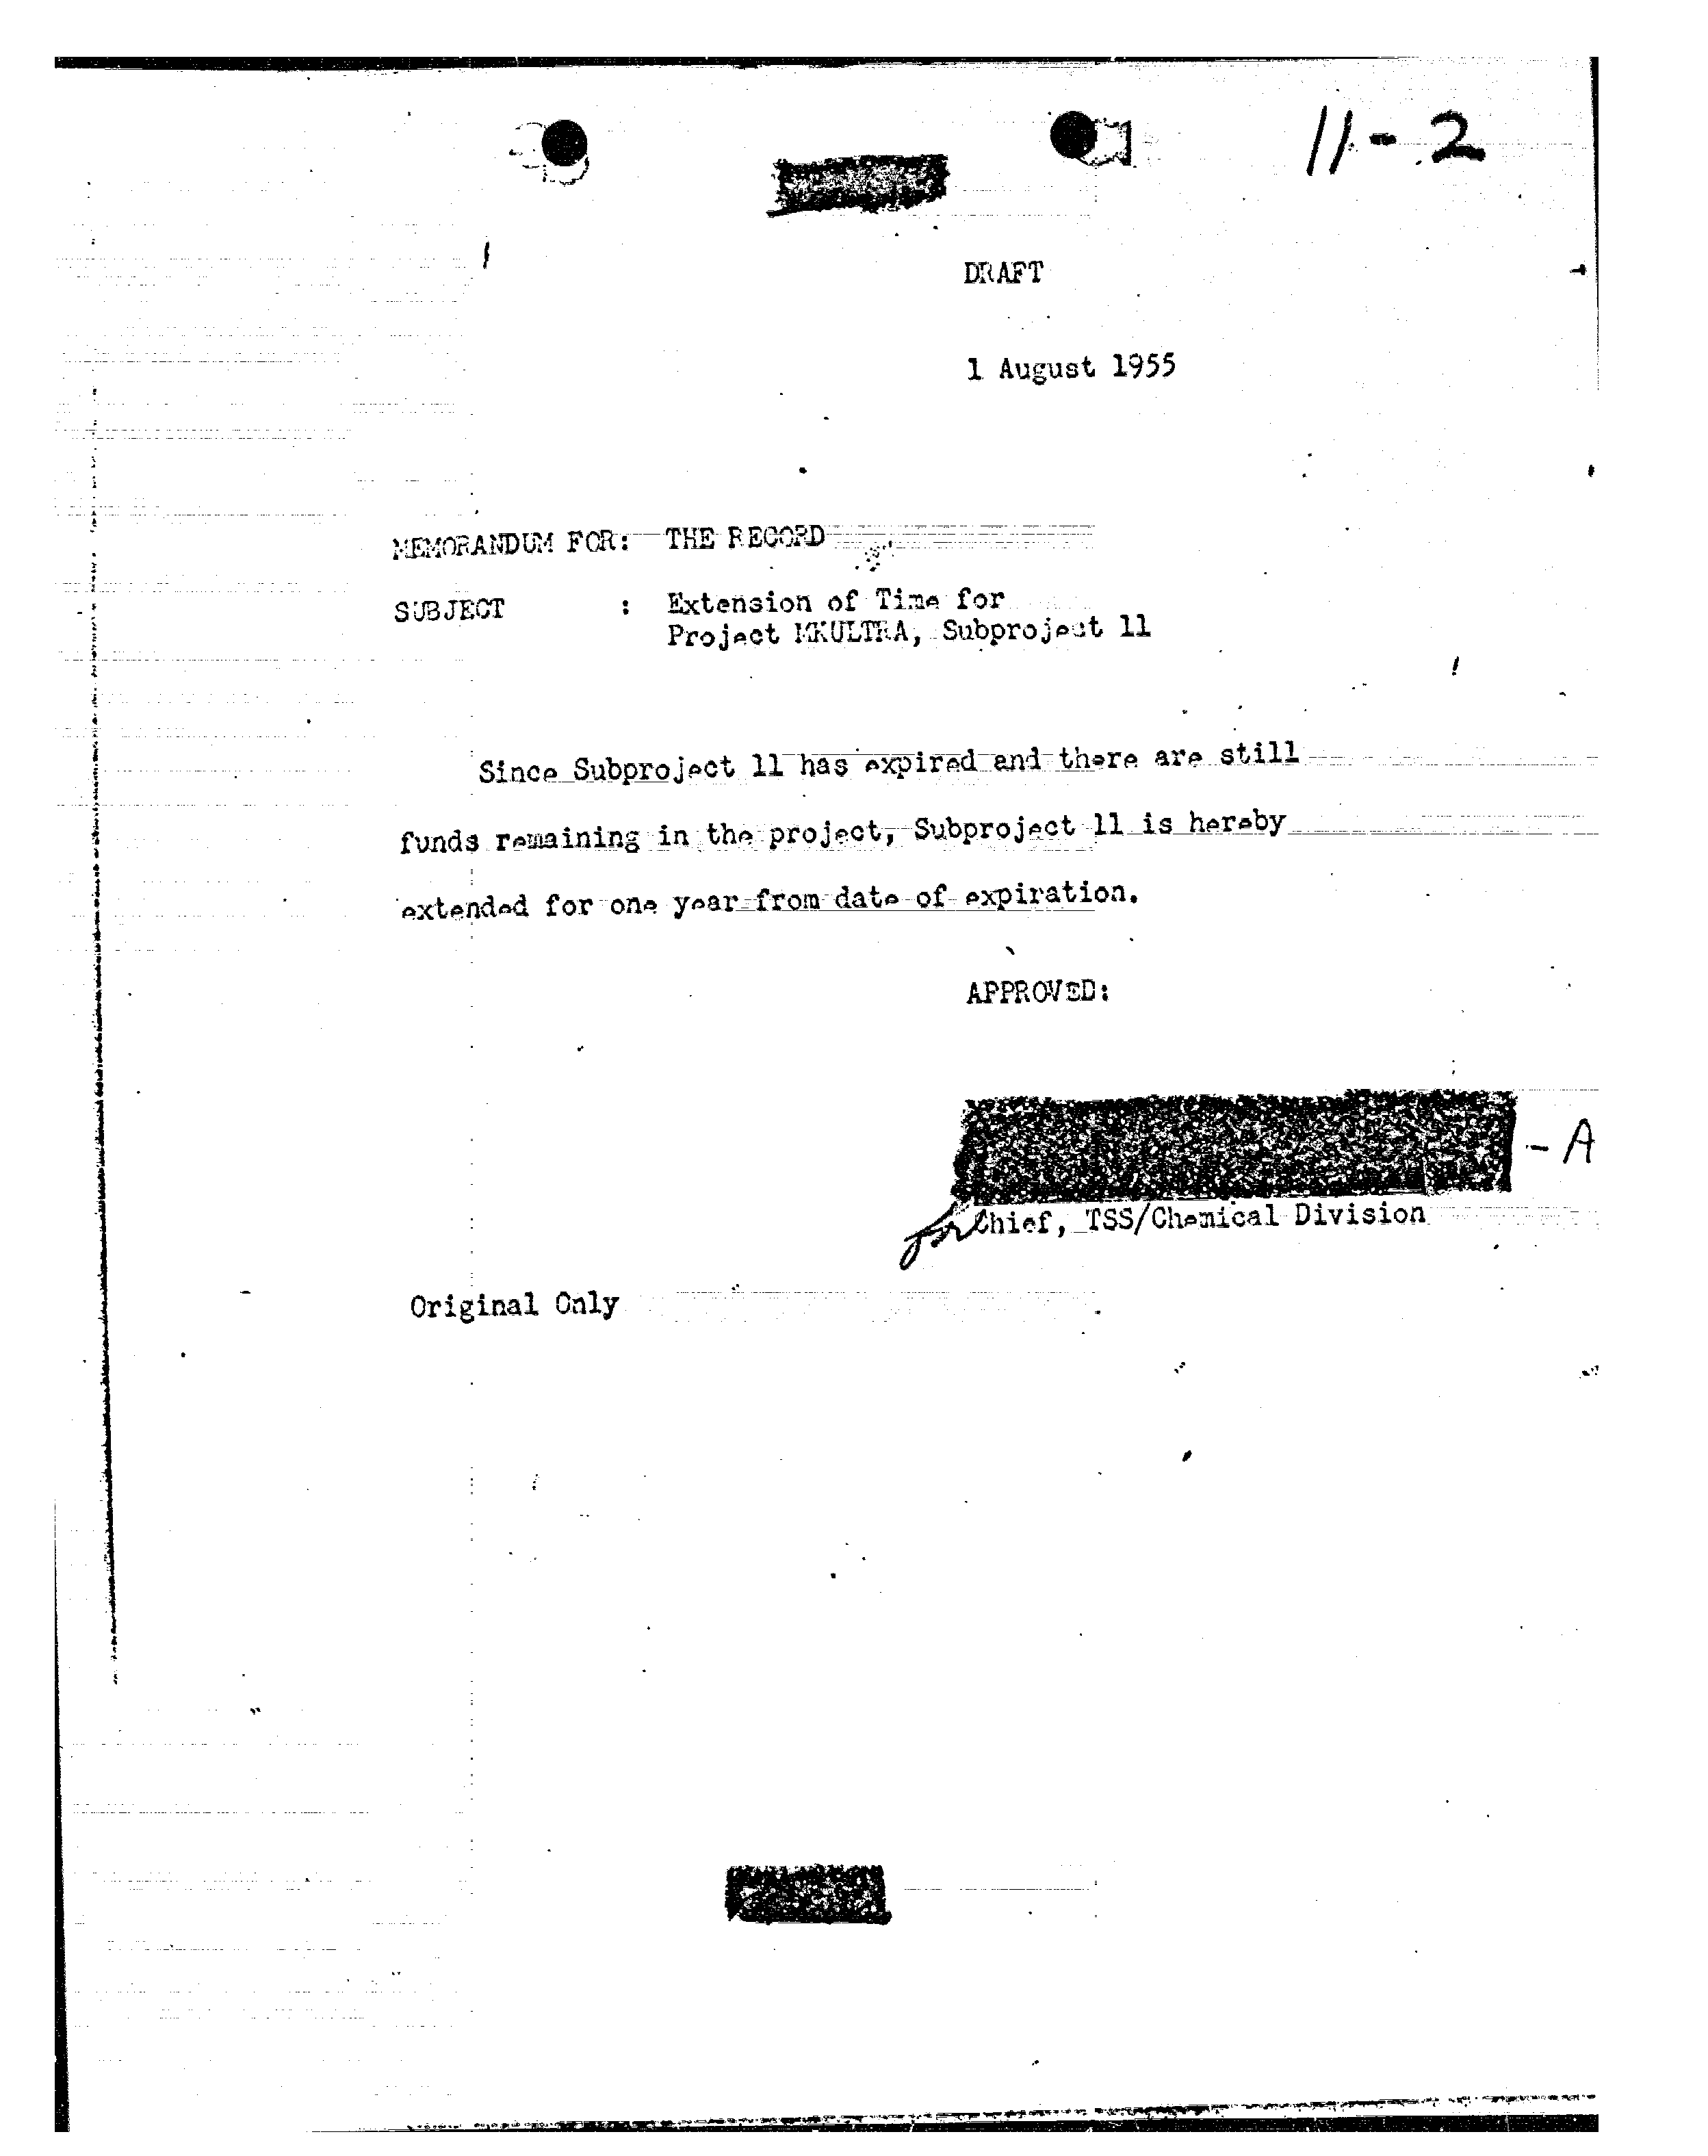 11-2
DRAFT
1 August 1955
MEMORANDUM FOR: THE RECORD
SUBJECT : Extension of Time for
Project MKULTRA, Subproject 11
Since Subproject 11 has expired and there are still
funds remaining in the project, Subproject 11 is hereby
extended for one year from date of expiration.
APPROVED:
- A
for Chief, TSS/Chemical Division
Original Only